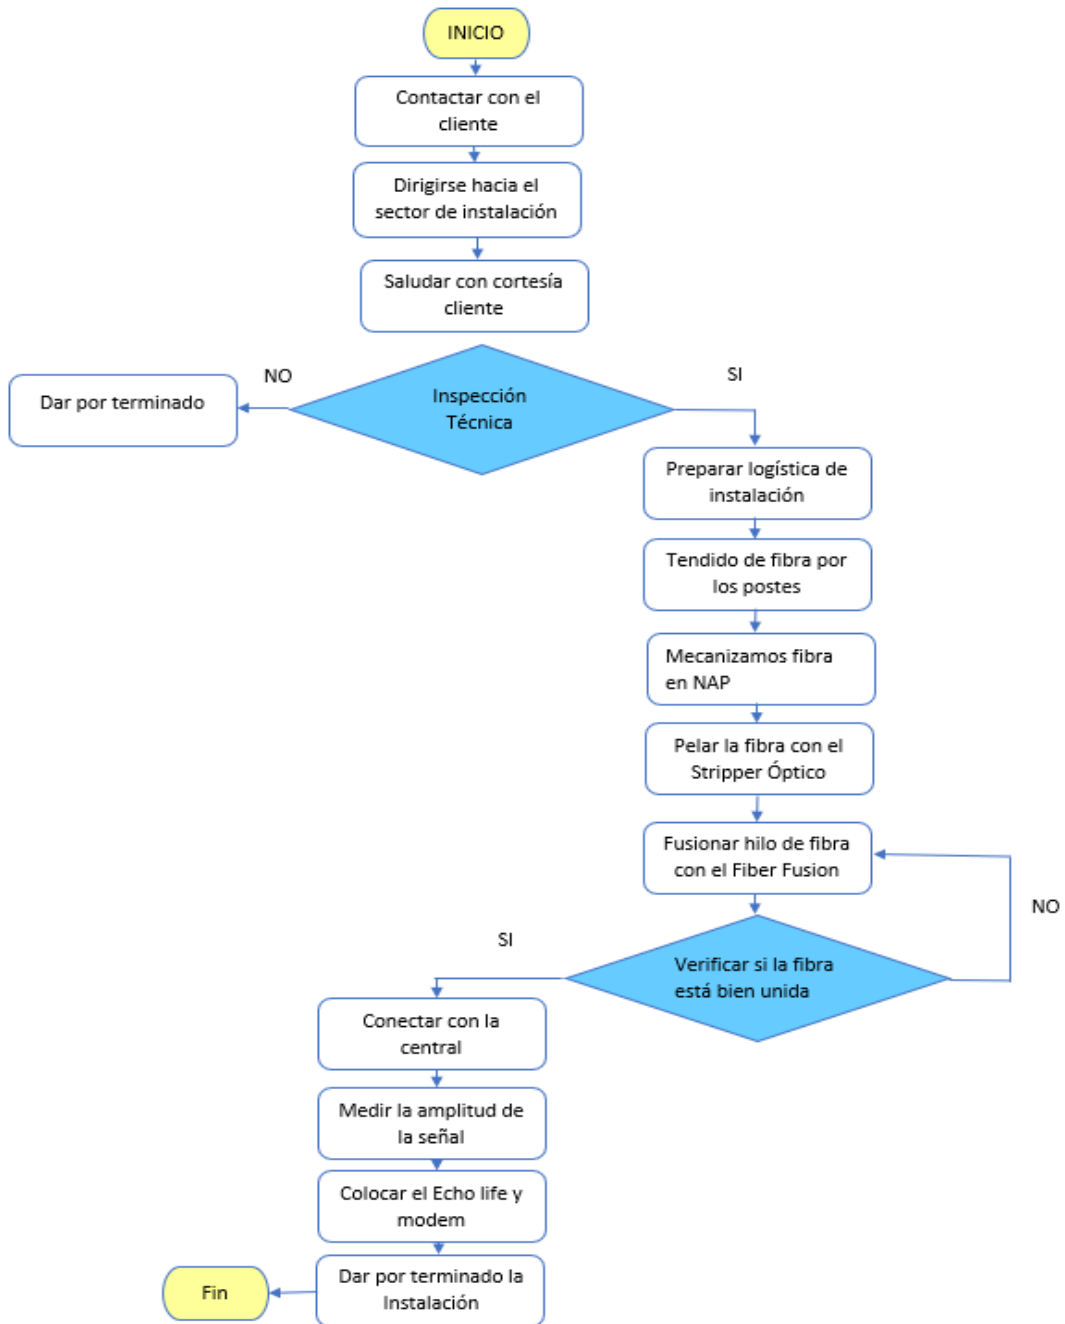 INICIO
Contactar con el
cliente
Dirigirse hacia el
sector de instalación
Saludar con cortesía
cliente
NO
SI
Dar por terminado
Inspección
Técnica
Preparar logística de
instalación
Tendido de fibra por
los postes
Mecanizamos fibra
en NAP
Pelar la fibra con el
Stripper Óptico
Fusionar hilo de fibra
con el Fiber Fusion
NO
SI
Verificar si la fibra
está bien unida
Conectar con la
central
Medir la amplitud de
la señal
Colocar el Echo life y
modem
Dar por terminado la
Instalación
Fin